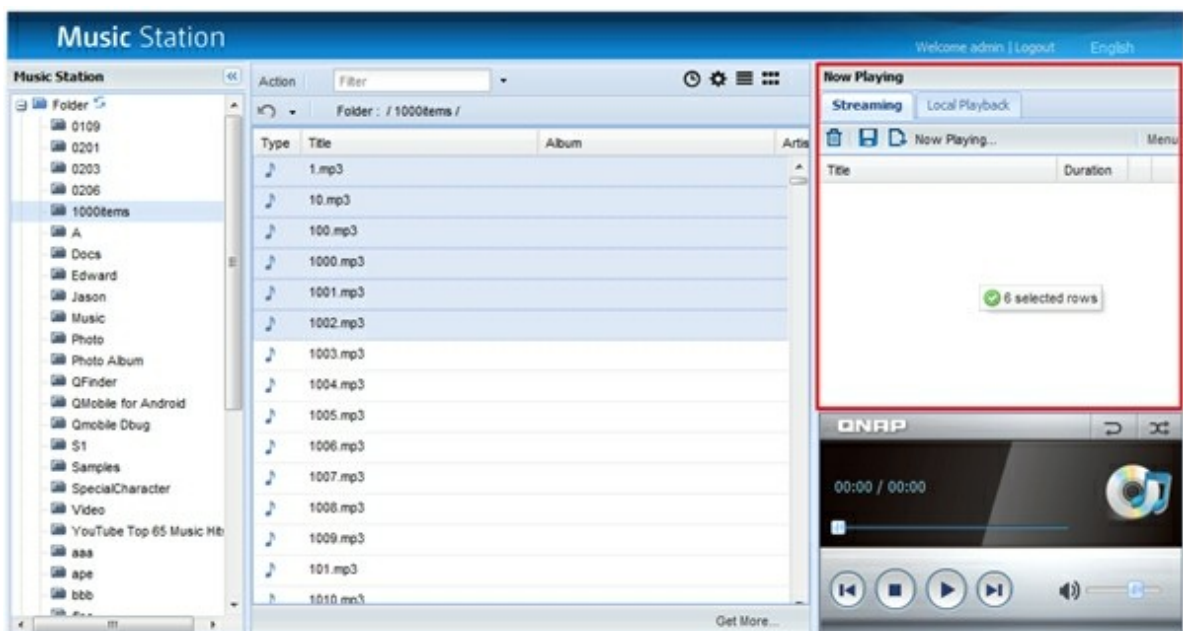 Music Station
Welcome admin | Logout English
Music Station
Folder
0109
0201
0203
0206
1000items
A
Docs
Edward
Jason
Music
Photo
Photo Album
QFinder
QMobile for Android
Qmobile Dbug
S1
Samples
SpecialCharacter
Video
YouTube Top 65 Music Hit
aaa
ape
bbb
Action Filter
Folder : / 1000items /
Type Title Album Artis
1.mp3
10.mp3
100.mp3
1000.mp3
1001.mp3
1002.mp3
1003.mp3
1004.mp3
1005.mp3
1006.mp3
1007.mp3
1008.mp3
1009.mp3
101.mp3
1010.mp3
Get More...
Now Playing
Streaming Local Playback
Now Playing... Menu
Title Duration
6 selected rows
QNAP
00:00 / 00:00